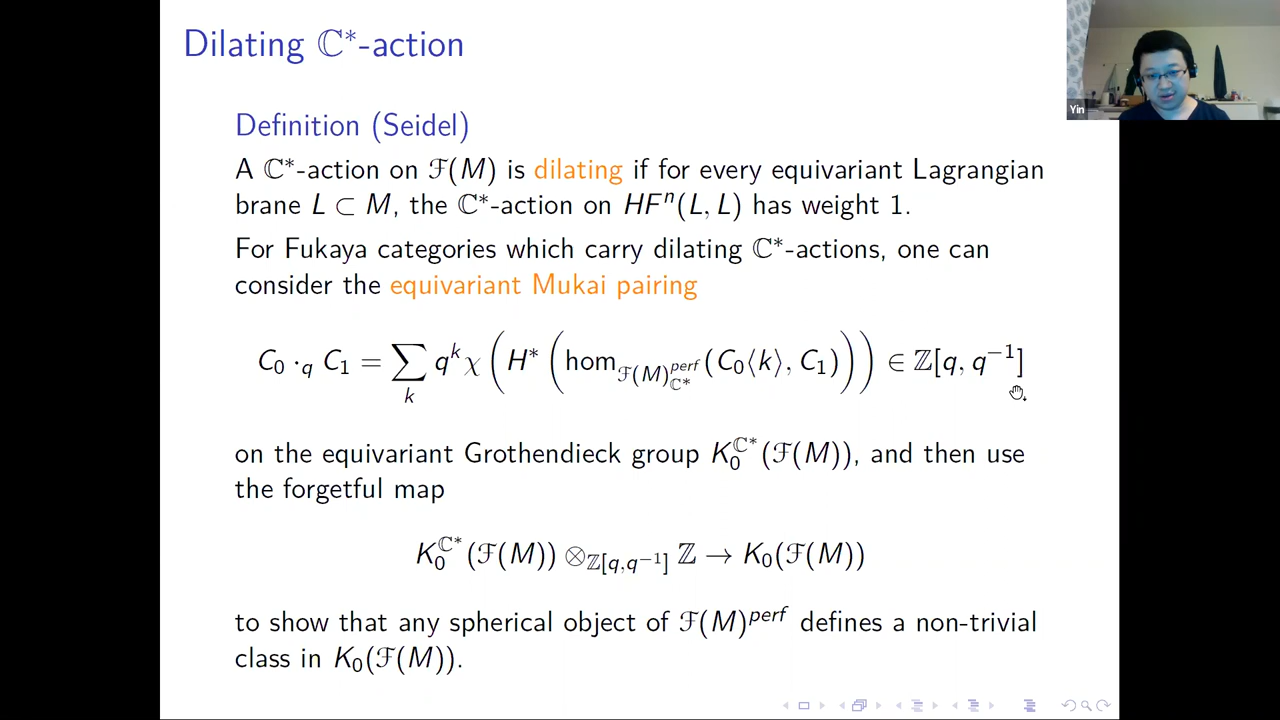 Dilating ℂ*-action
Yin
Definition (Seidel)
A ℂ*-action on ℱ(M) is dilating if for every equivariant Lagrangian
brane L ⊂ M, the ℂ*-action on HFⁿ(L, L) has weight 1.
For Fukaya categories which carry dilating ℂ*-actions, one can
consider the equivariant Mukai pairing
C₀ ·_q C₁ = ∑_k q^k χ (H* (hom_{ℱ(M)^{perf}_{ℂ*}} (C₀⟨k⟩, C₁))) ∈ ℤ[q, q⁻¹]
on the equivariant Grothendieck group K₀^{ℂ*}(ℱ(M)), and then use
the forgetful map
K₀^{ℂ*}(ℱ(M)) ⊗_{ℤ[q,q⁻¹]} ℤ → K₀(ℱ(M))
to show that any spherical object of ℱ(M)^{perf} defines a non-trivial
class in K₀(ℱ(M)).